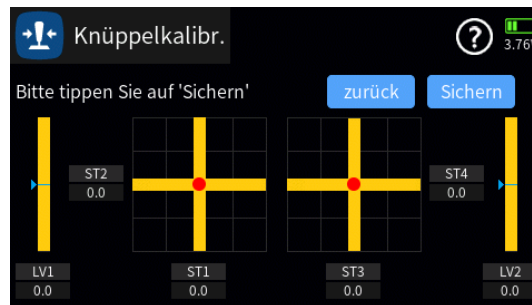 Knüppelkalibr.
?
3.76V
Bitte tippen Sie auf 'Sichern'
zurück
Sichern
ST2
0.0
ST4
0.0
LV1
0.0
ST1
0.0
ST3
0.0
LV2
0.0